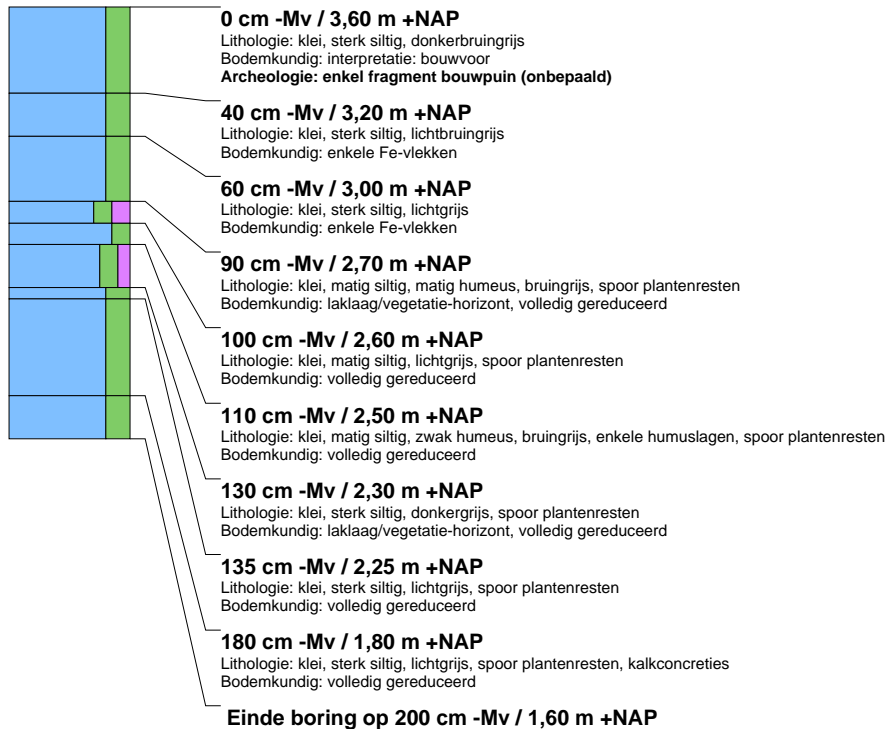 0 cm -Mv / 3,60 m +NAP
Lithologie: klei, sterk siltig, donkerbruingrijs
Bodemkundig: interpretatie: bouwvoor
Archeologie: enkel fragment bouwpuin (onbepaald)
40 cm -Mv / 3,20 m +NAP
Lithologie: klei, sterk siltig, lichtbruingrijs
Bodemkundig: enkele Fe-vlekken
60 cm -Mv / 3,00 m +NAP
Lithologie: klei, sterk siltig, lichtgrijs
Bodemkundig: enkele Fe-vlekken
90 cm -Mv / 2,70 m +NAP
Lithologie: klei, matig siltig, matig humeus, bruingrijs, spoor plantenresten
Bodemkundig: laklaag/vegetatie-horizont, volledig gereduceerd
100 cm -Mv / 2,60 m +NAP
Lithologie: klei, matig siltig, lichtgrijs, spoor plantenresten
Bodemkundig: volledig gereduceerd
110 cm -Mv / 2,50 m +NAP
Lithologie: klei, matig siltig, zwak humeus, bruingrijs, enkele humuslagen, spoor plantenresten
Bodemkundig: volledig gereduceerd
130 cm -Mv / 2,30 m +NAP
Lithologie: klei, sterk siltig, donkergrijs, spoor plantenresten
Bodemkundig: laklaag/vegetatie-horizont, volledig gereduceerd
135 cm -Mv / 2,25 m +NAP
Lithologie: klei, sterk siltig, lichtgrijs, spoor plantenresten
Bodemkundig: volledig gereduceerd
180 cm -Mv / 1,80 m +NAP
Lithologie: klei, sterk siltig, lichtgrijs, spoor plantenresten, kalkconcreties
Bodemkundig: volledig gereduceerd
Einde boring op 200 cm -Mv / 1,60 m +NAP